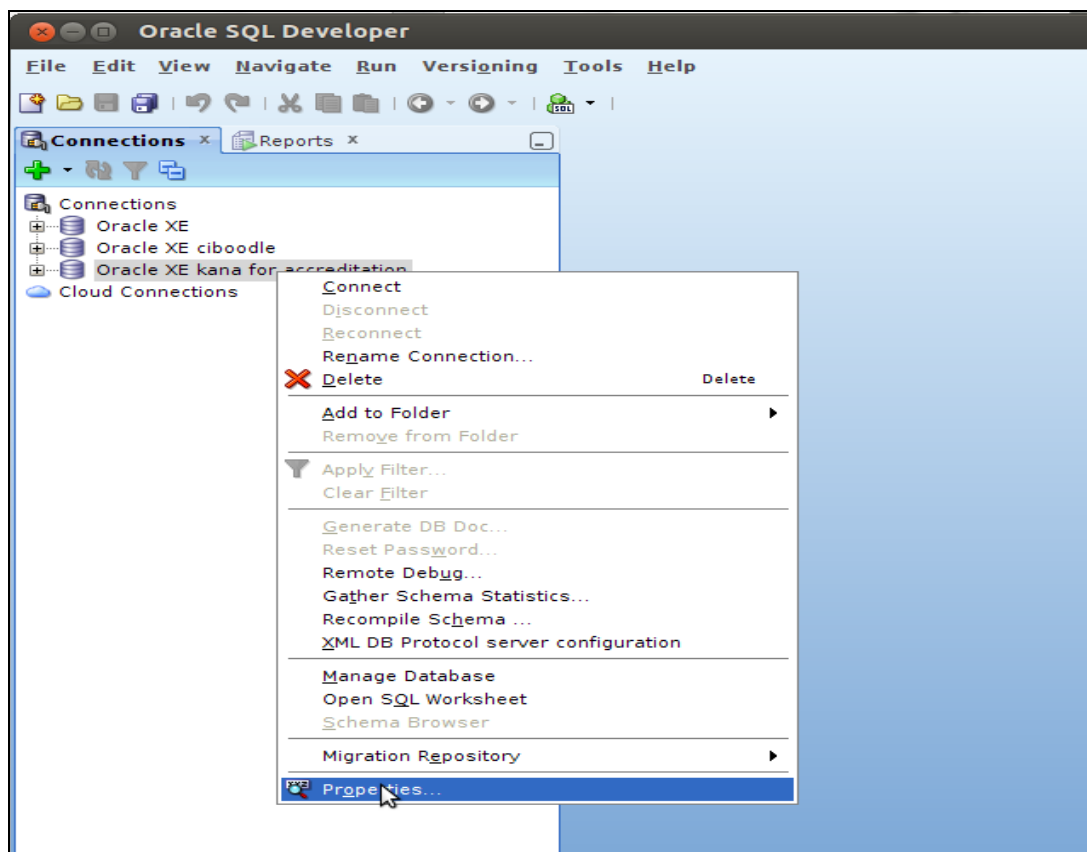 Oracle SQL Developer
File Edit View Navigate Run Versioning Tools Help
SQL
Connections x Reports x
Connections
Oracle XE
Oracle XE ciboodle
Oracle XE kana for accreditation
Cloud Connections
Connect
Disconnect
Reconnect
Rename Connection...
Delete Delete
Add to Folder
Remove from Folder
Apply Filter...
Clear Filter
Generate DB Doc...
Reset Password...
Remote Debug...
Gather Schema Statistics...
Recompile Schema ...
XML DB Protocol server configuration
Manage Database
Open SQL Worksheet
Schema Browser
Migration Repository
Properties...